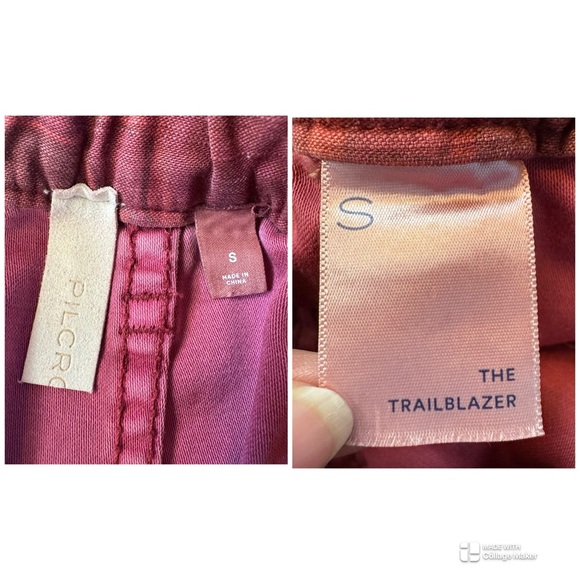 PILCRO
S
MADE IN
CHINA
S
THE
TRAILBLAZER
MADE WITH
Collage Maker